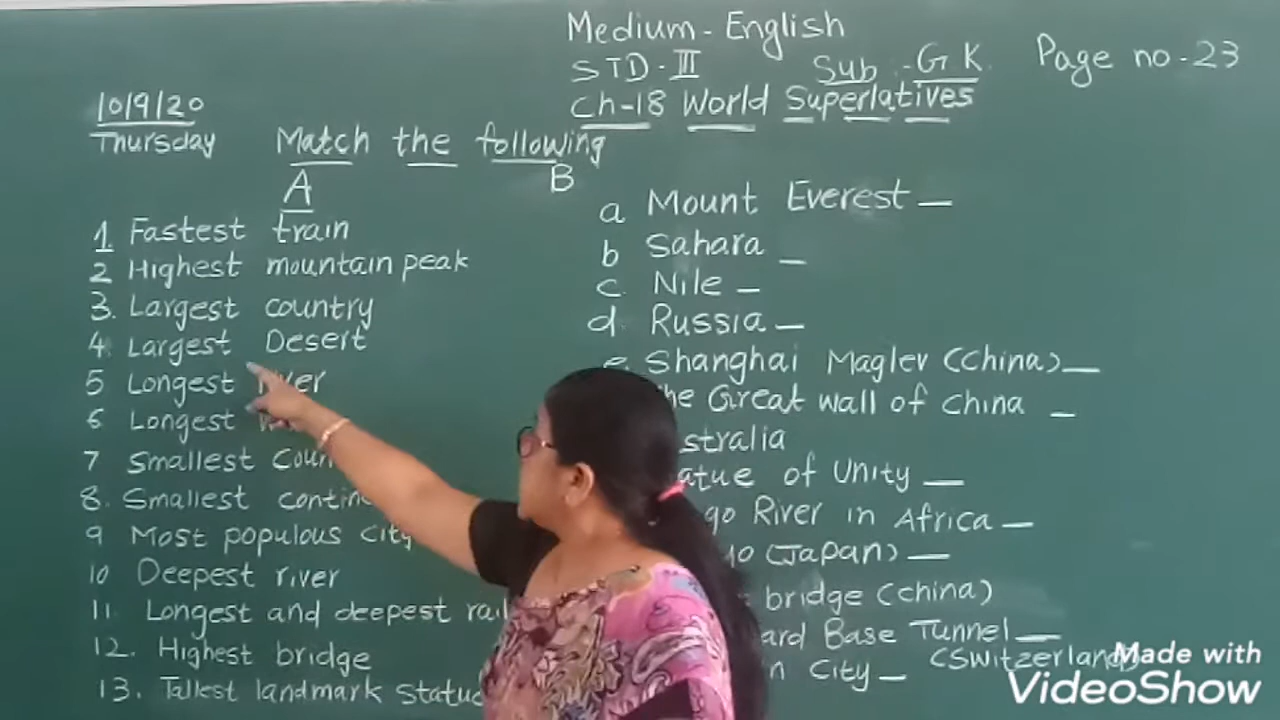 Medium - English
STD - III Sub - G K Page no - 23
Ch-18 World Superlatives
10/9/20
Thursday Match the following
A B
1 Fastest train
2 Highest mountain peak
3. Largest country
4. Largest Desert
5 Longest river
6 Longest
7 Smallest
8. Smallest
9 Most populous city
10 Deepest river
11. Longest and deepest
12. Highest bridge
13. Tallest landmark
a Mount Everest _
b Sahara _
c Nile _
d. Russia _
Shanghai Maglev (China) _
Great wall of China _
of Unity _
River in Africa _
(Japan) _
bridge (China)
Base Tunnel _
City _ (Switzerland)
Made with
VideoShow